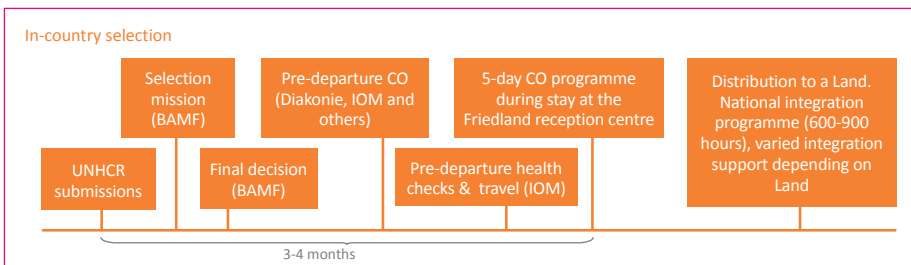 In-country selection
Selection
mission
(BAMF)
Pre-departure CO
(Diakonie, IOM and
others)
5-day CO programme
during stay at the
Friedland reception centre
Distribution to a Land.
National integration
programme (600-900
hours), varied integration
support depending on
Land
UNHCR
submissions
Final decision
(BAMF)
Pre-departure health
checks & travel (IOM)
3-4 months